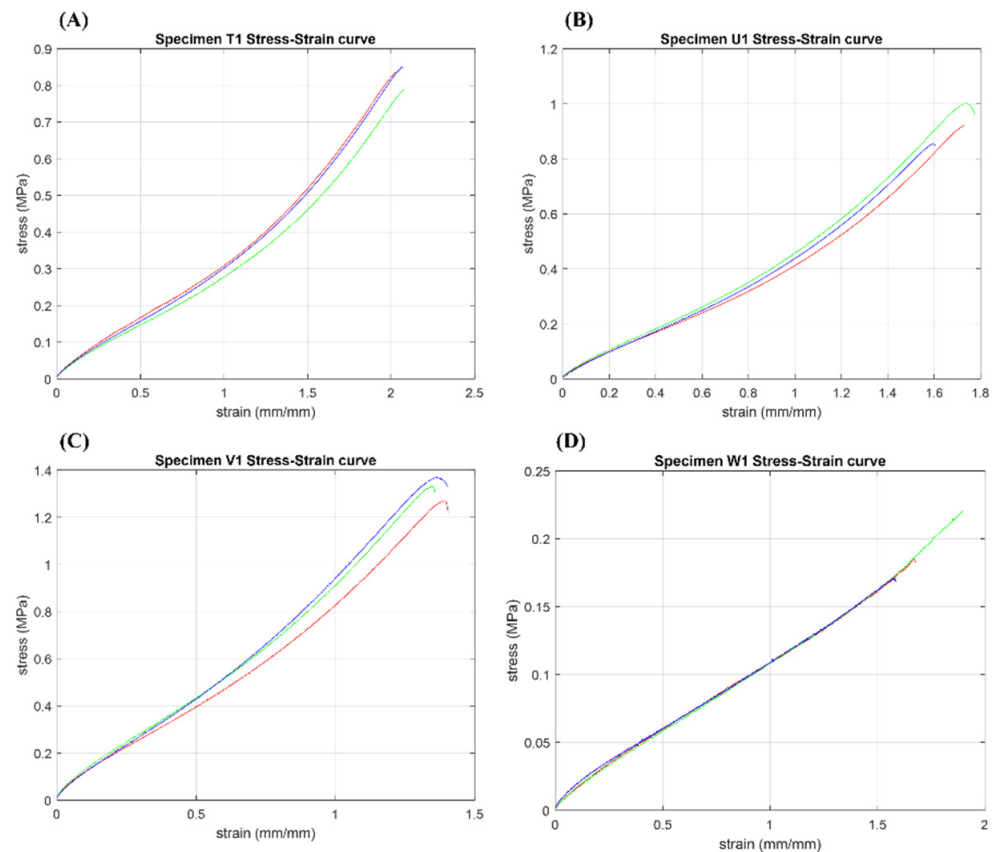 (A)
Specimen T1 Stress-Strain curve
0.9
0.8
0.7
0.6
0.5
0.4
0.3
0.2
0.1
0
stress (MPa)
0 0.5 1 1.5 2 2.5
strain (mm/mm)
(B)
Specimen U1 Stress-Strain curve
1.2
1
0.8
0.6
0.4
0.2
0
stress (MPa)
0 0.2 0.4 0.6 0.8 1 1.2 1.4 1.6 1.8
strain (mm/mm)
(C)
Specimen V1 Stress-Strain curve
1.4
1.2
1
0.8
0.6
0.4
0.2
0
stress (MPa)
0 0.5 1 1.5
strain (mm/mm)
(D)
Specimen W1 Stress-Strain curve
0.25
0.2
0.15
0.1
0.05
0
stress (MPa)
0 0.5 1 1.5 2
strain (mm/mm)